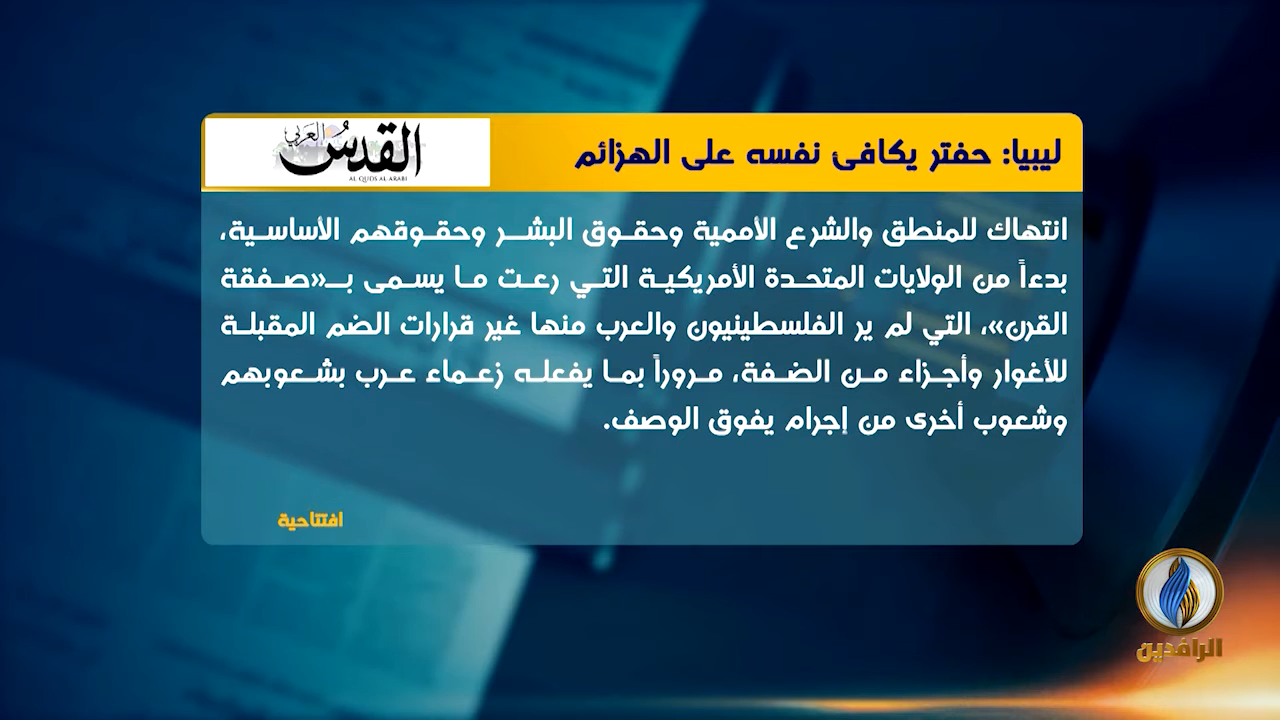 ليبيا: حفتر يكافئ نفسه على الهزائم
القدس العربي
AL QUDS AL ARABI
انتهاك للمنطق والشرع الأممية وحقوق البشر وحقوقهم الأساسية،
بدءاً من الولايات المتحدة الأمريكية التي رعت ما يسمى بـ«صفقة
القرن»، التي لم ير الفلسطينيون والعرب منها غير قرارات الضم المقبلة
للأغوار وأجزاء من الضفة، مروراً بما يفعله زعماء عرب بشعوبهم
وشعوب أخرى من إجرام يفوق الوصف.
افتتاحية
الرافدين